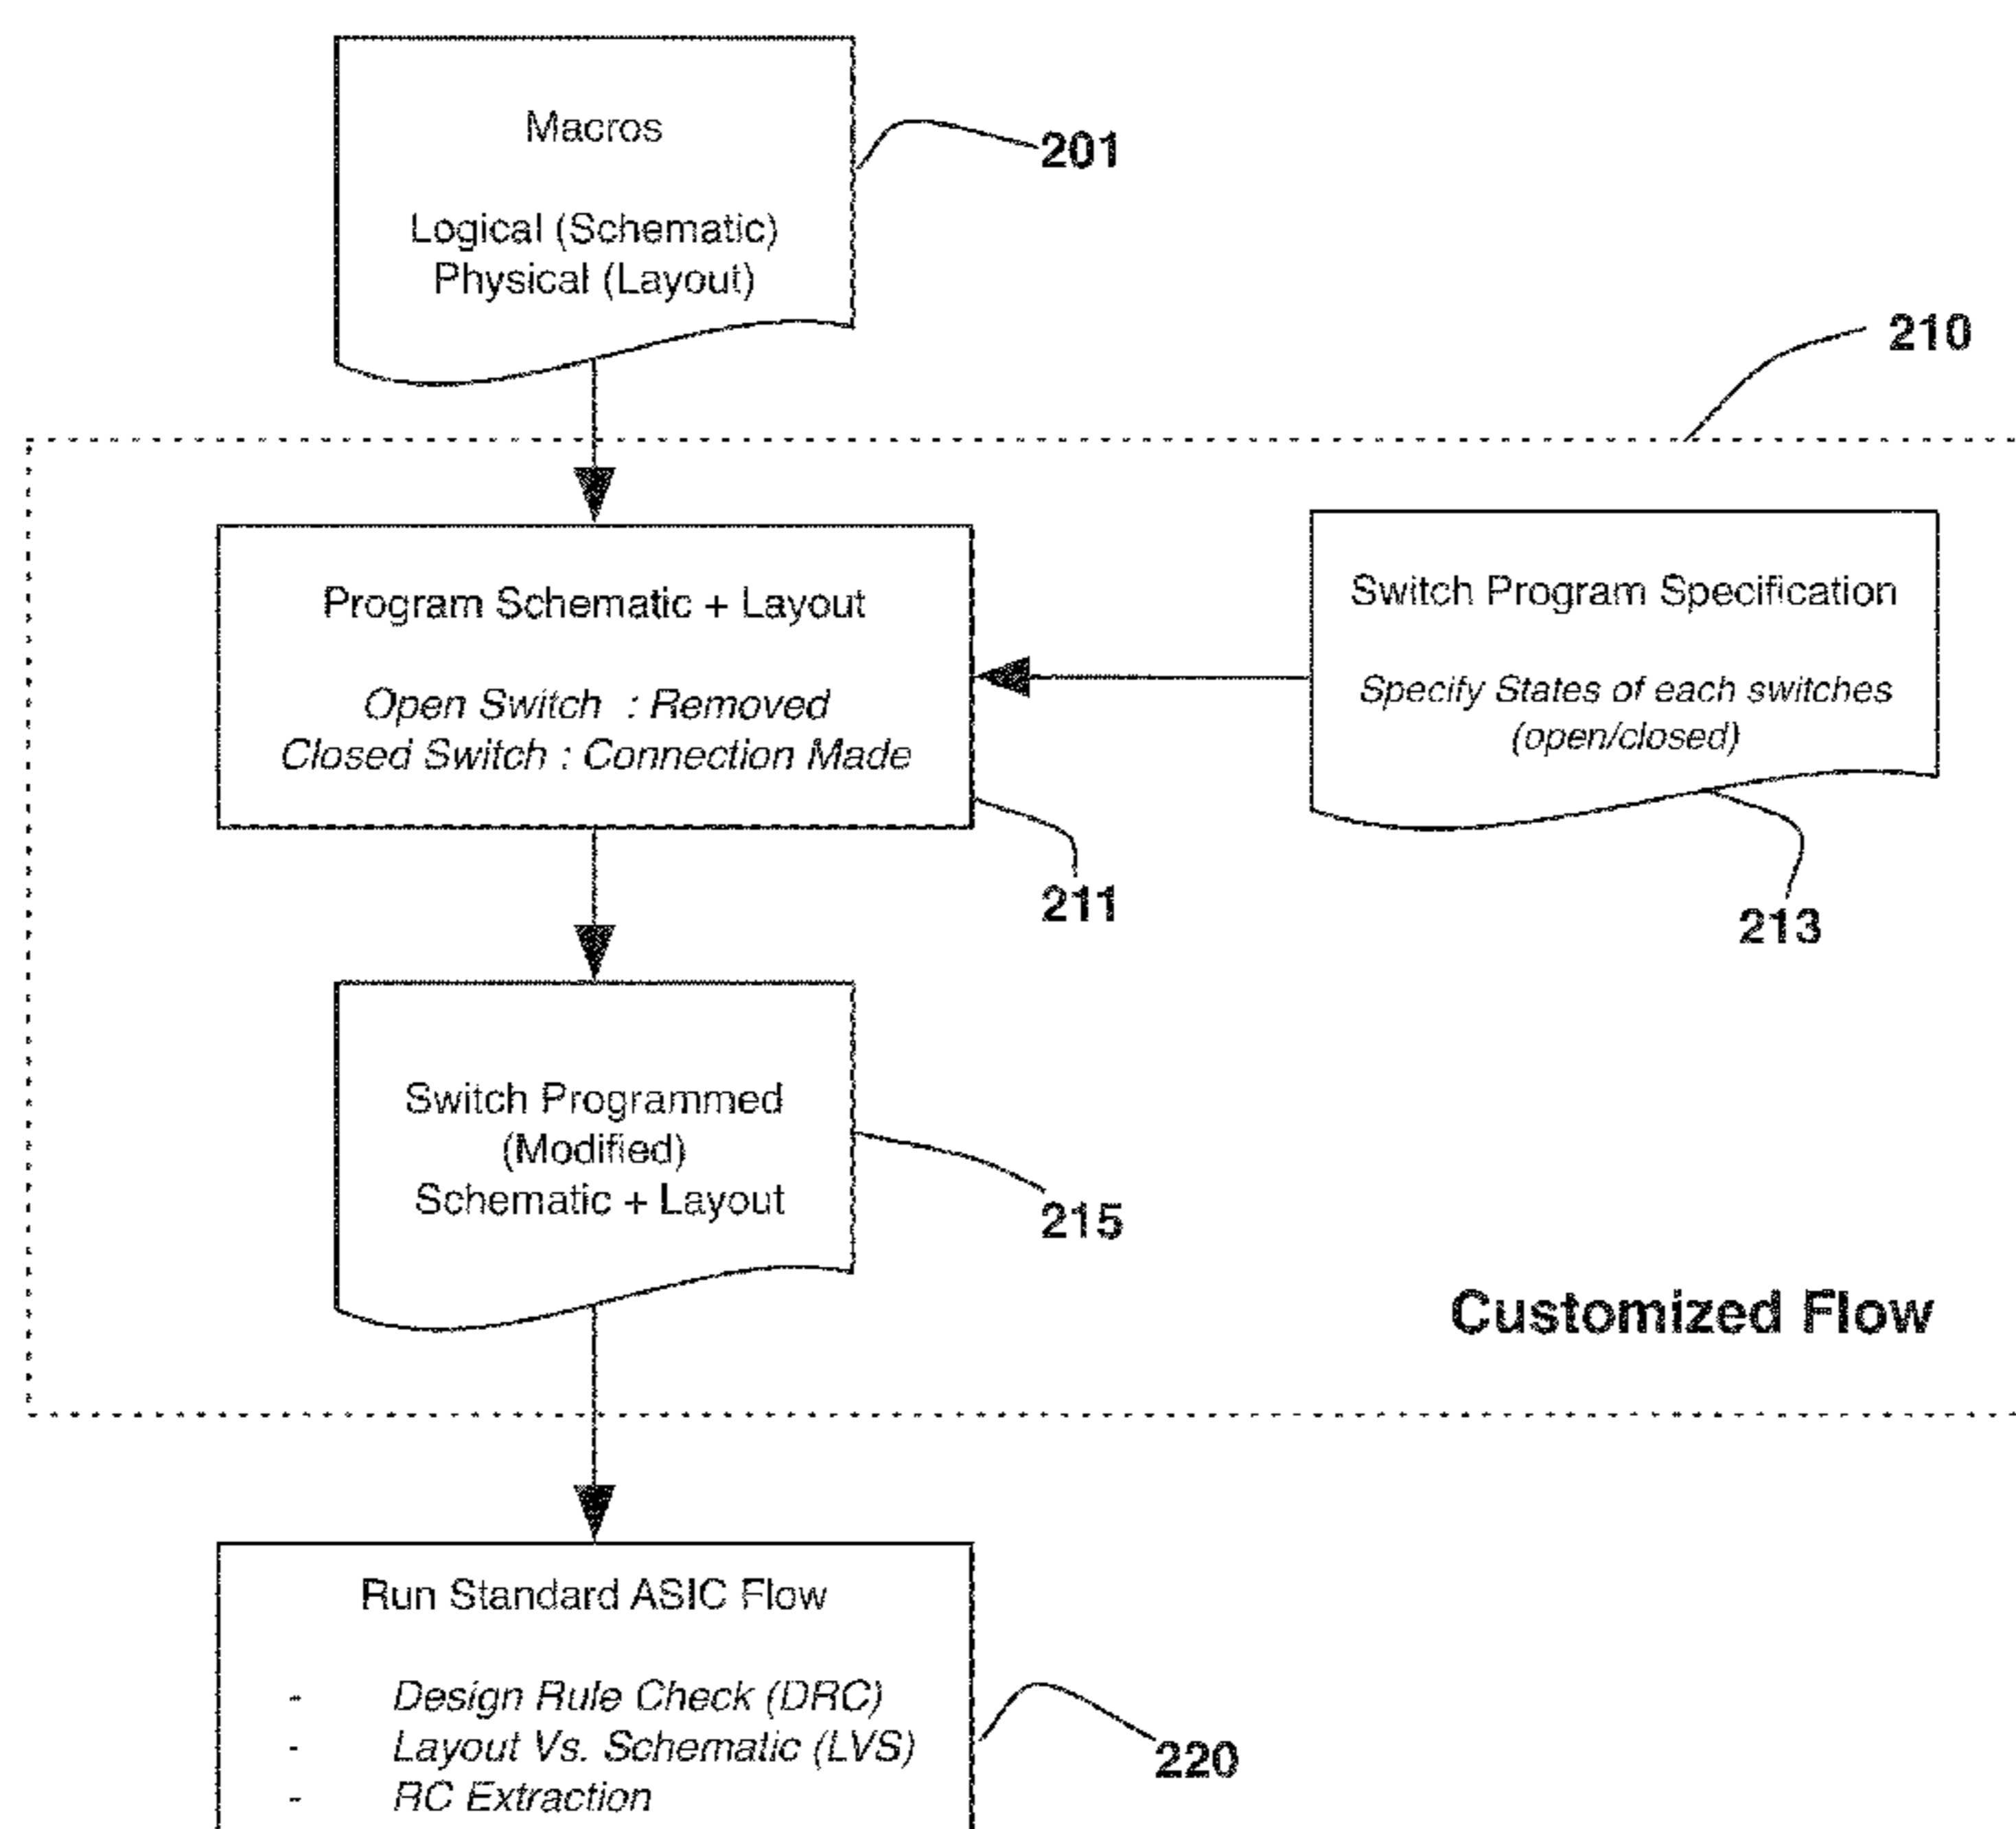 Macros
Logical (Schematic)
Physical (Layout)
201
210
Program Schematic + Layout
Open Switch : Removed
Closed Switch : Connection Made
211
Switch Program Specification
Specify States of each switches
(open/closed)
213
Switch Programmed
(Modified)
Schematic + Layout
215
Customized Flow
Run Standard ASIC Flow
- Design Rule Check (DRC)
- Layout Vs. Schematic (LVS)
- RC Extraction
220